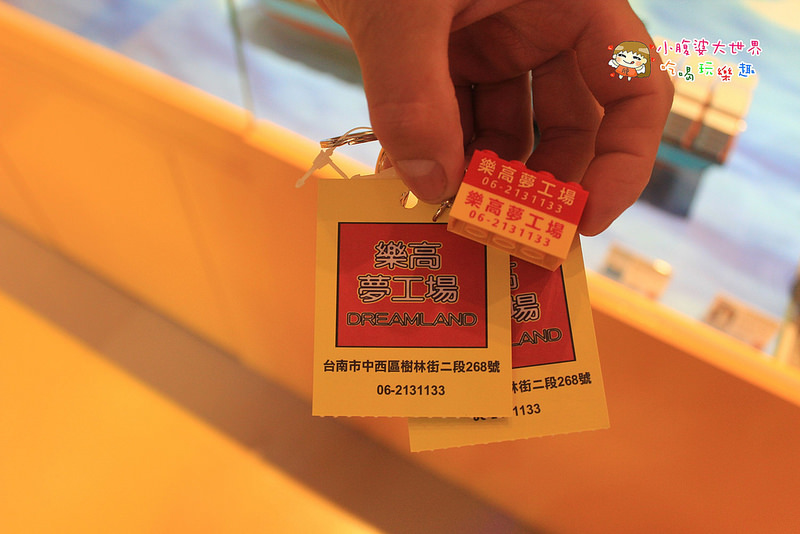 小腹婆大世界
吃喝玩樂趣
樂高夢工場
06-2131133
樂高夢工場
06-2131133
樂高
夢工場
DREAMLAND
台南市中西區樹林街二段268號
06-2131133
場
LAND
林街二段268號
1133